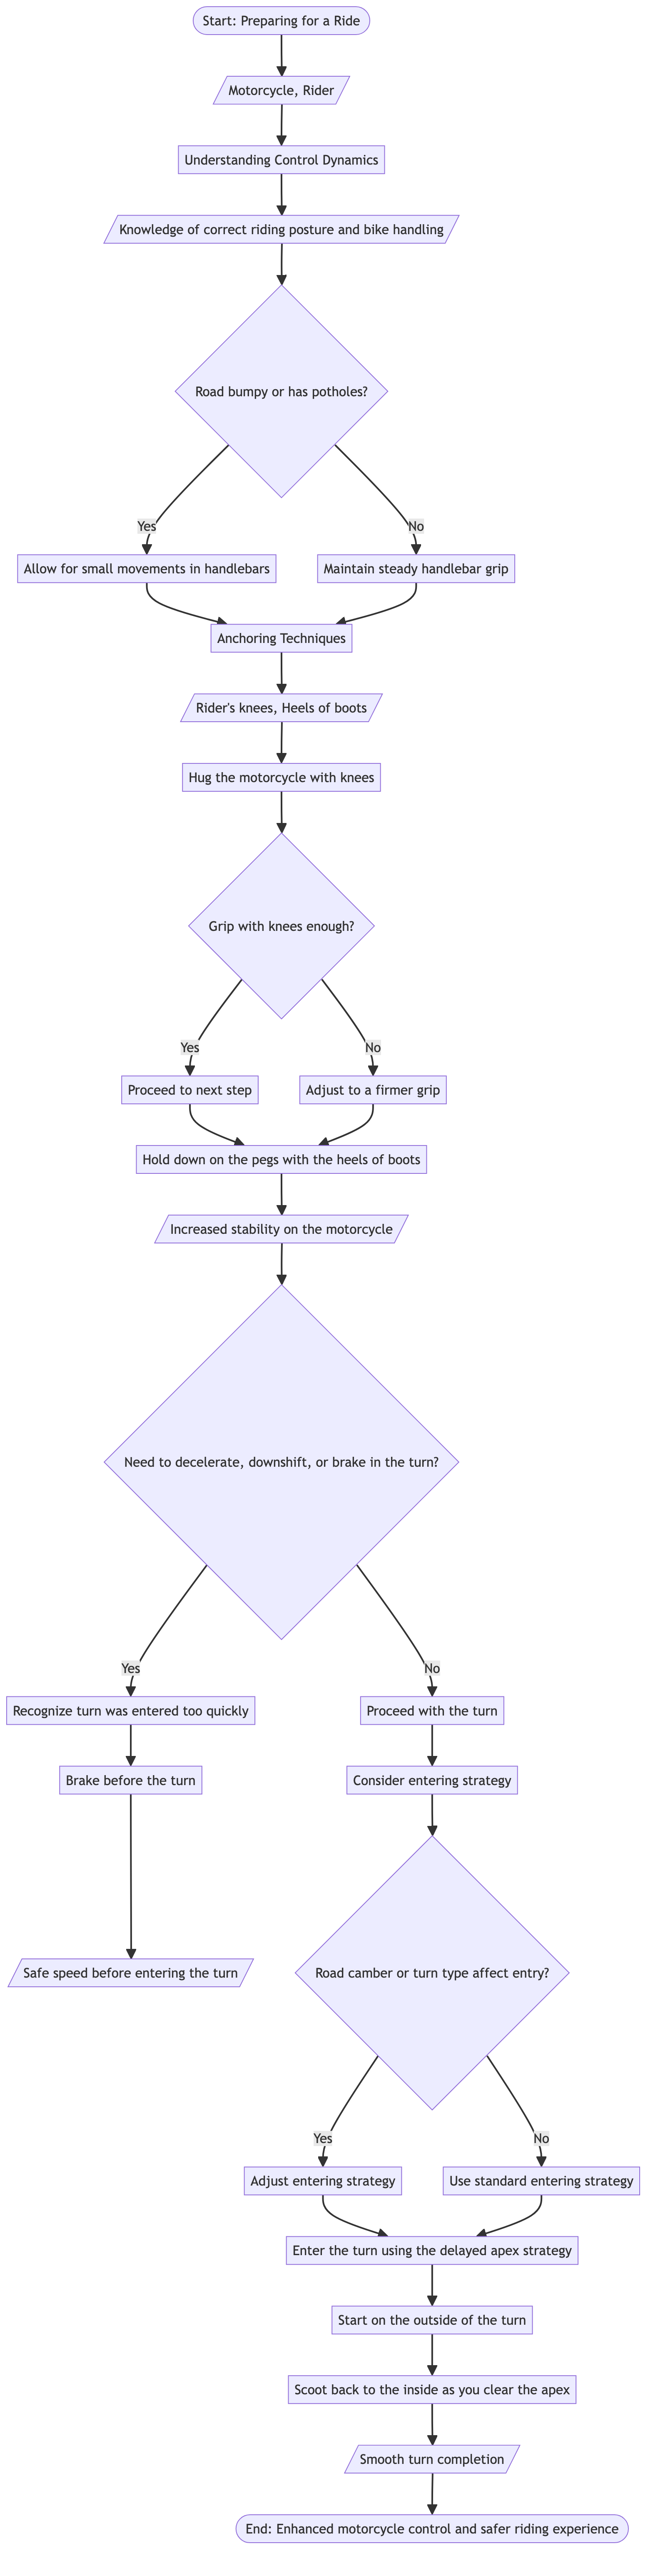 Start: Preparing for a Ride
Motorcycle, Rider
Understanding Control Dynamics
Knowledge of correct riding posture and bike handling
Road bumpy or has potholes?
Yes
No
Allow for small movements in handlebars
Maintain steady handlebar grip
Anchoring Techniques
Rider's knees, Heels of boots
Hug the motorcycle with knees
Grip with knees enough?
Yes
No
Proceed to next step
Adjust to a firmer grip
Hold down on the pegs with the heels of boots
Increased stability on the motorcycle
Need to decelerate, downshift, or brake in the turn?
Yes
No
Recognize turn was entered too quickly
Proceed with the turn
Brake before the turn
Consider entering strategy
Safe speed before entering the turn
Road camber or turn type affect entry?
Yes
No
Adjust entering strategy
Use standard entering strategy
Enter the turn using the delayed apex strategy
Start on the outside of the turn
Scoot back to the inside as you clear the apex
Smooth turn completion
End: Enhanced motorcycle control and safer riding experience